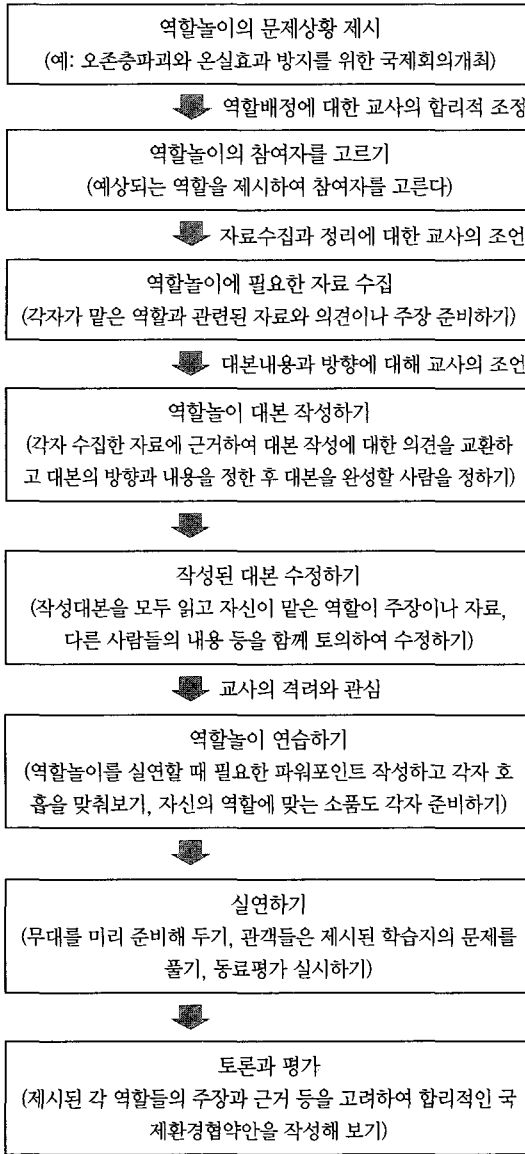 역할놀이의 문제상황 제시
(예: 오존층파괴와 온실효과 방지를 위한 국제회의개최)
역할배정에 대한 교사의 합리적 조정
역할놀이의 참여자를 고르기
(예상되는 역할을 제시하여 참여자를 고른다)
자료수집과 정리에 대한 교사의 조언
역할놀이에 필요한 자료 수집
(각자가 맡은 역할과 관련된 자료와 의견이나 주장 준비하기)
대본내용과 방향에 대해 교사의 조언
역할놀이 대본 작성하기
(각자 수집한 자료에 근거하여 대본 작성에 대한 의견을 교환하
고 대본의 방향과 내용을 정한 후 대본을 완성할 사람을 정하기)
작성된 대본 수정하기
(작성대본을 모두 읽고 자신이 맡은 역할이 주장이나 자료,
다른 사람들의 내용 등을 함께 토의하여 수정하기)
교사의 격려와 관심
역할놀이 연습하기
(역할놀이를 실연할 때 필요한 파워포인트 작성하고 각자 호
흡을 맞춰보기, 자신의 역할에 맞는 소품도 각자 준비하기)
실연하기
(무대를 미리 준비해 두기, 관객들은 제시된 학습지의 문제를
풀기, 동료평가 실시하기)
토론과 평가
(제시된 각 역할들의 주장과 근거 등을 고려하여 합리적인 국
제환경협약안을 작성해 보기)